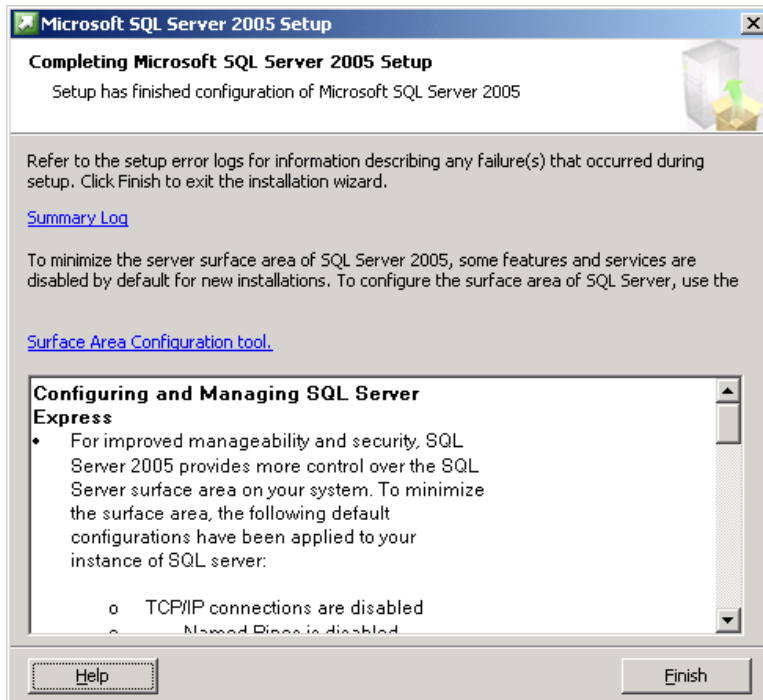 Microsoft SQL Server 2005 Setup
Completing Microsoft SQL Server 2005 Setup
Setup has finished configuration of Microsoft SQL Server 2005
Refer to the setup error logs for information describing any failure(s) that occurred during
setup. Click Finish to exit the installation wizard.
Summary Log
To minimize the server surface area of SQL Server 2005, some features and services are
disabled by default for new installations. To configure the surface area of SQL Server, use the
Surface Area Configuration tool.
Configuring and Managing SQL Server
Express
• For improved manageability and security, SQL
Server 2005 provides more control over the SQL
Server surface area on your system. To minimize
the surface area, the following default
configurations have been applied to your
instance of SQL server:
o TCP/IP connections are disabled
o Named Pipes is disabled
Help
Finish